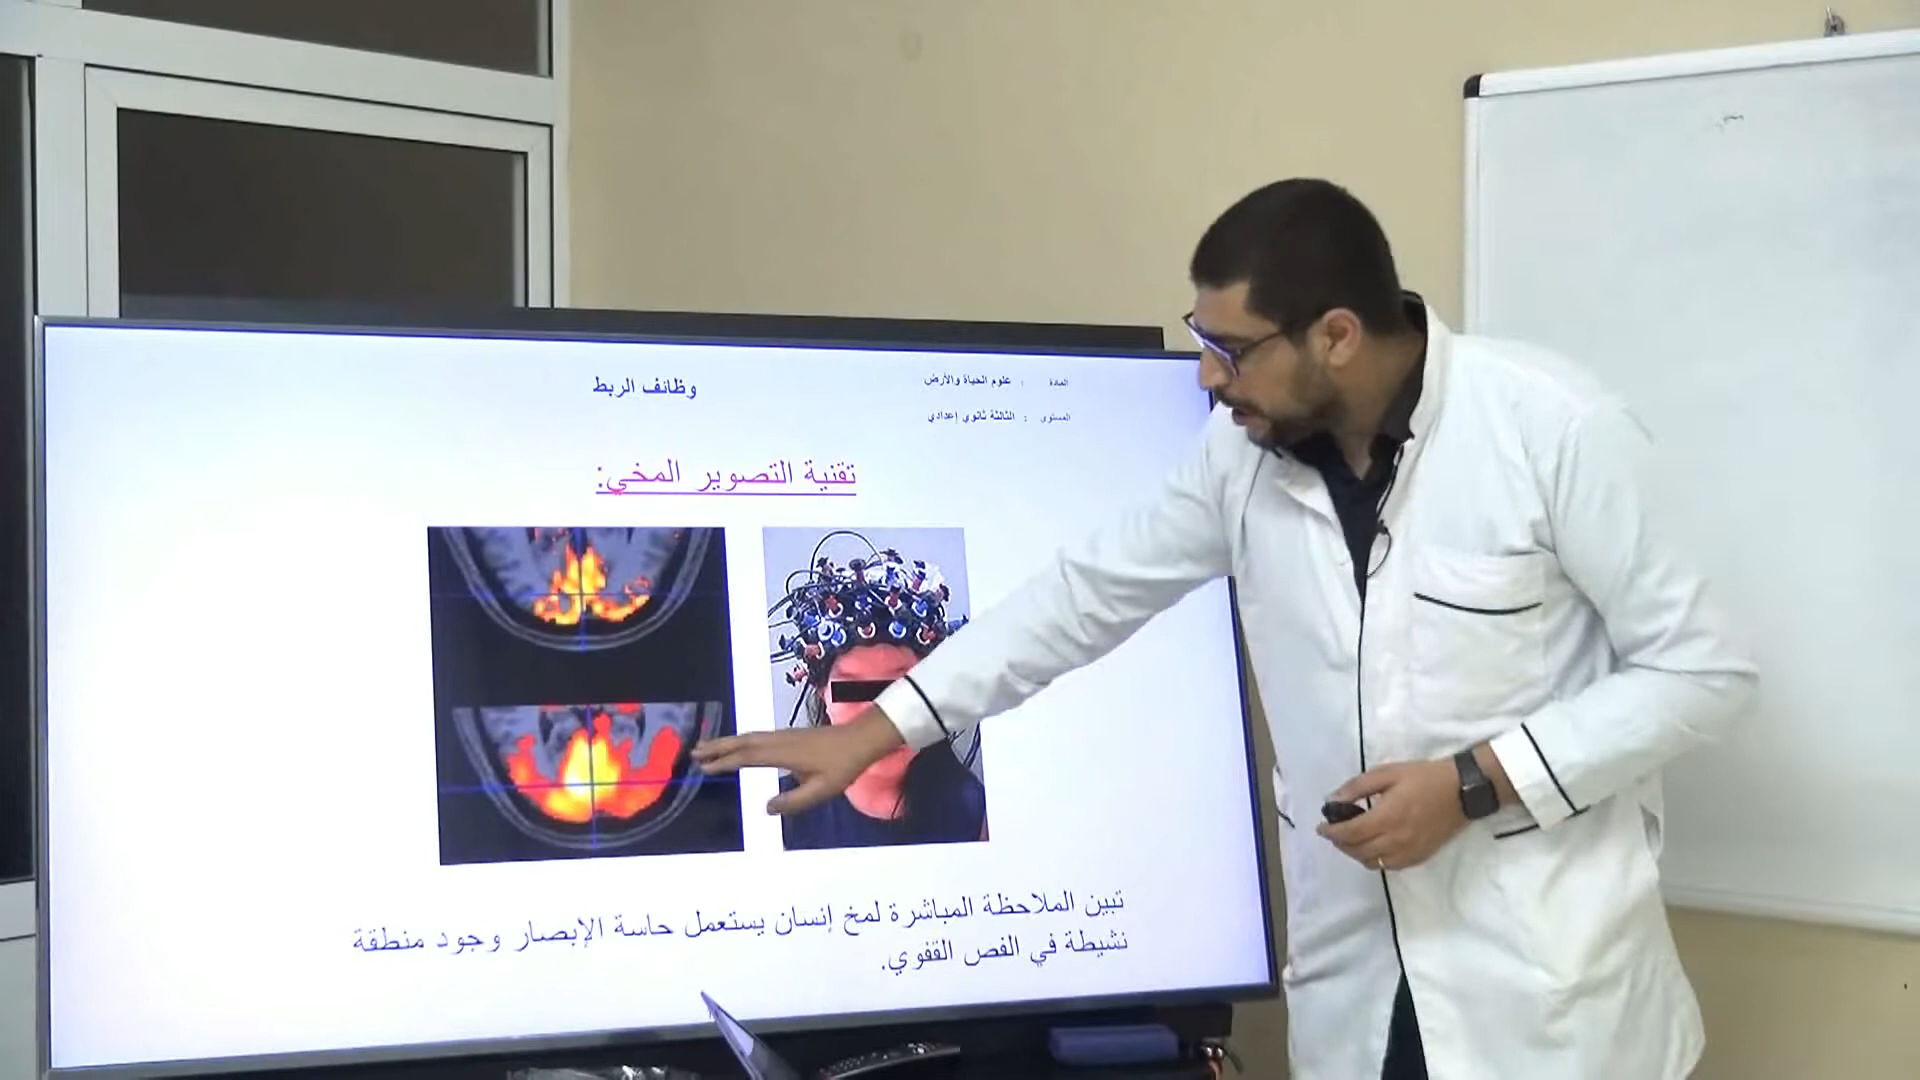 المادة : علوم الحياة والأرض
وظائف الربط
المستوى : الثالثة ثانوي إعدادي
تقنية التصوير المخي:
تبين الملاحظة المباشرة لمخ إنسان يستعمل حاسة الإبصار وجود منطقة
نشيطة في الفص القفوي.